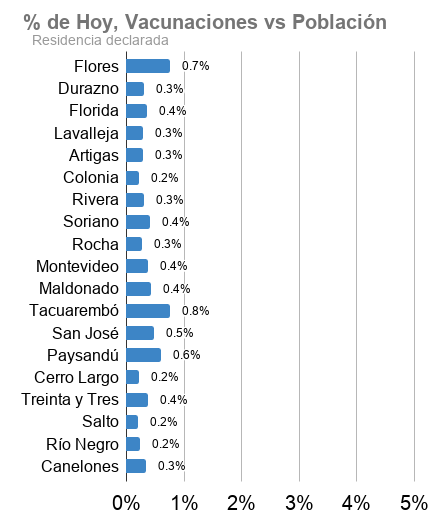 % de Hoy, Vacunaciones vs Población
Residencia declarada
Flores 0.7%
Durazno 0.3%
Florida 0.4%
Lavalleja 0.3%
Artigas 0.3%
Colonia 0.2%
Rivera 0.3%
Soriano 0.4%
Rocha 0.3%
Montevideo 0.4%
Maldonado 0.4%
Tacuarembó 0.8%
San José 0.5%
Paysandú 0.6%
Cerro Largo 0.2%
Treinta y Tres 0.4%
Salto 0.2%
Río Negro 0.2%
Canelones 0.3%
0% 1% 2% 3% 4% 5%